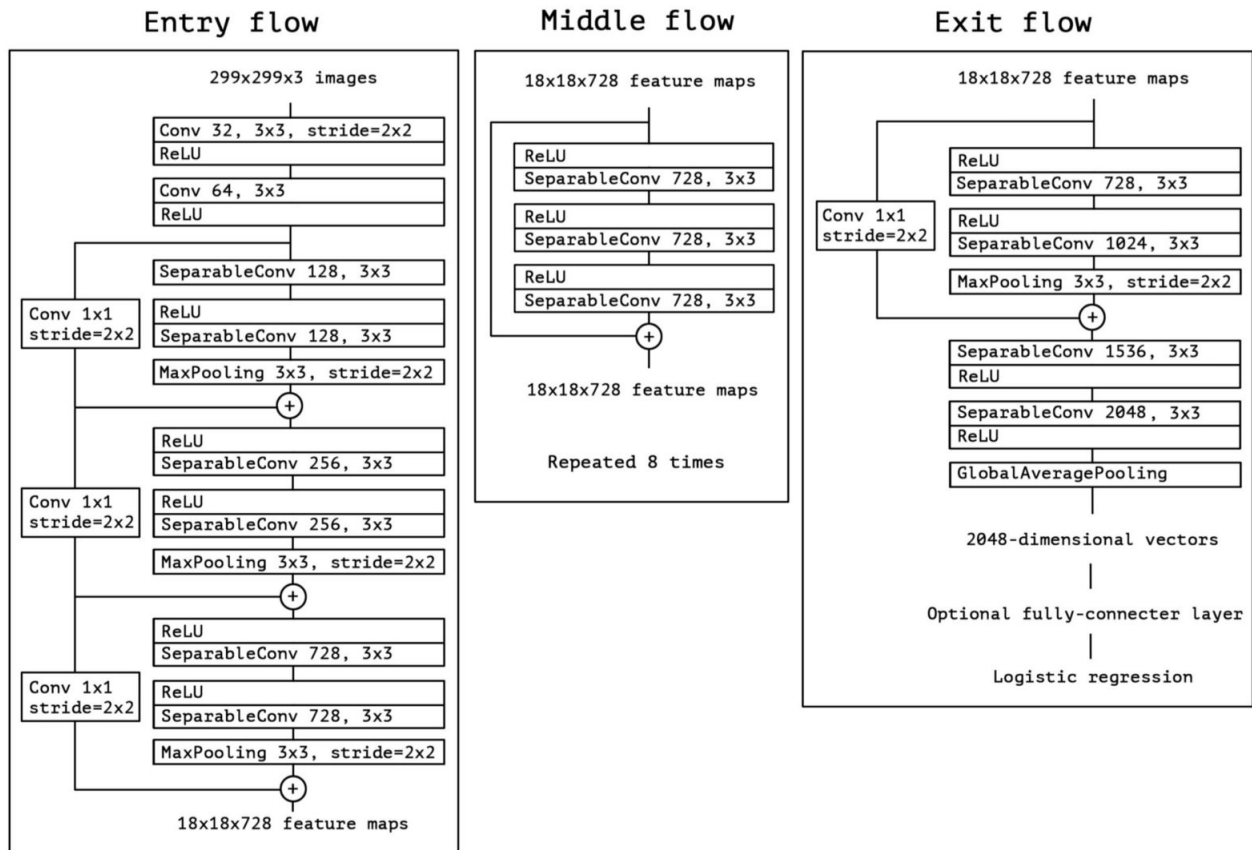 Entry flow
299x299x3 images
Conv 32, 3x3, stride=2x2
ReLU
Conv 64, 3x3
ReLU
SeparableConv 128, 3x3
Conv 1x1
stride=2x2
ReLU
SeparableConv 128, 3x3
MaxPooling 3x3, stride=2x2
+
ReLU
SeparableConv 256, 3x3
Conv 1x1
stride=2x2
ReLU
SeparableConv 256, 3x3
MaxPooling 3x3, stride=2x2
+
ReLU
SeparableConv 728, 3x3
Conv 1x1
stride=2x2
ReLU
SeparableConv 728, 3x3
MaxPooling 3x3, stride=2x2
+
18x18x728 feature maps
Middle flow
18x18x728 feature maps
ReLU
SeparableConv 728, 3x3
ReLU
SeparableConv 728, 3x3
ReLU
SeparableConv 728, 3x3
+
18x18x728 feature maps
Repeated 8 times
Exit flow
18x18x728 feature maps
ReLU
SeparableConv 728, 3x3
Conv 1x1
stride=2x2
ReLU
SeparableConv 1024, 3x3
MaxPooling 3x3, stride=2x2
+
SeparableConv 1536, 3x3
ReLU
SeparableConv 2048, 3x3
ReLU
GlobalAveragePooling
2048-dimensional vectors
Optional fully-connecter layer
Logistic regression